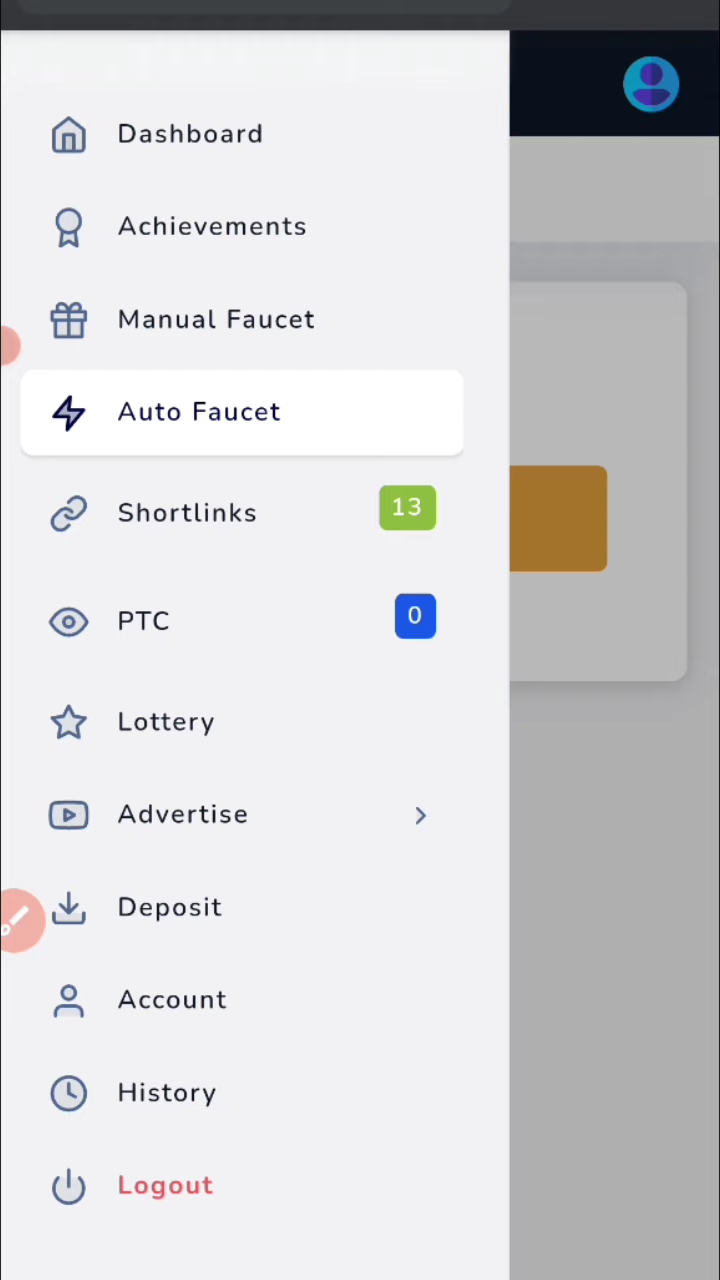 Dashboard
Achievements
Manual Faucet
Auto Faucet
Shortlinks 13
PTC 0
Lottery
Advertise
Deposit
Account
History
Logout